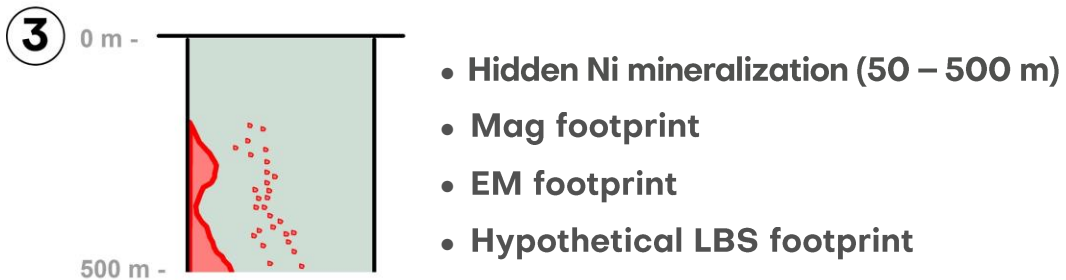 3
0 m -
500 m -
• Hidden Ni mineralization (50 – 500 m)
• Mag footprint
• EM footprint
• Hypothetical LBS footprint